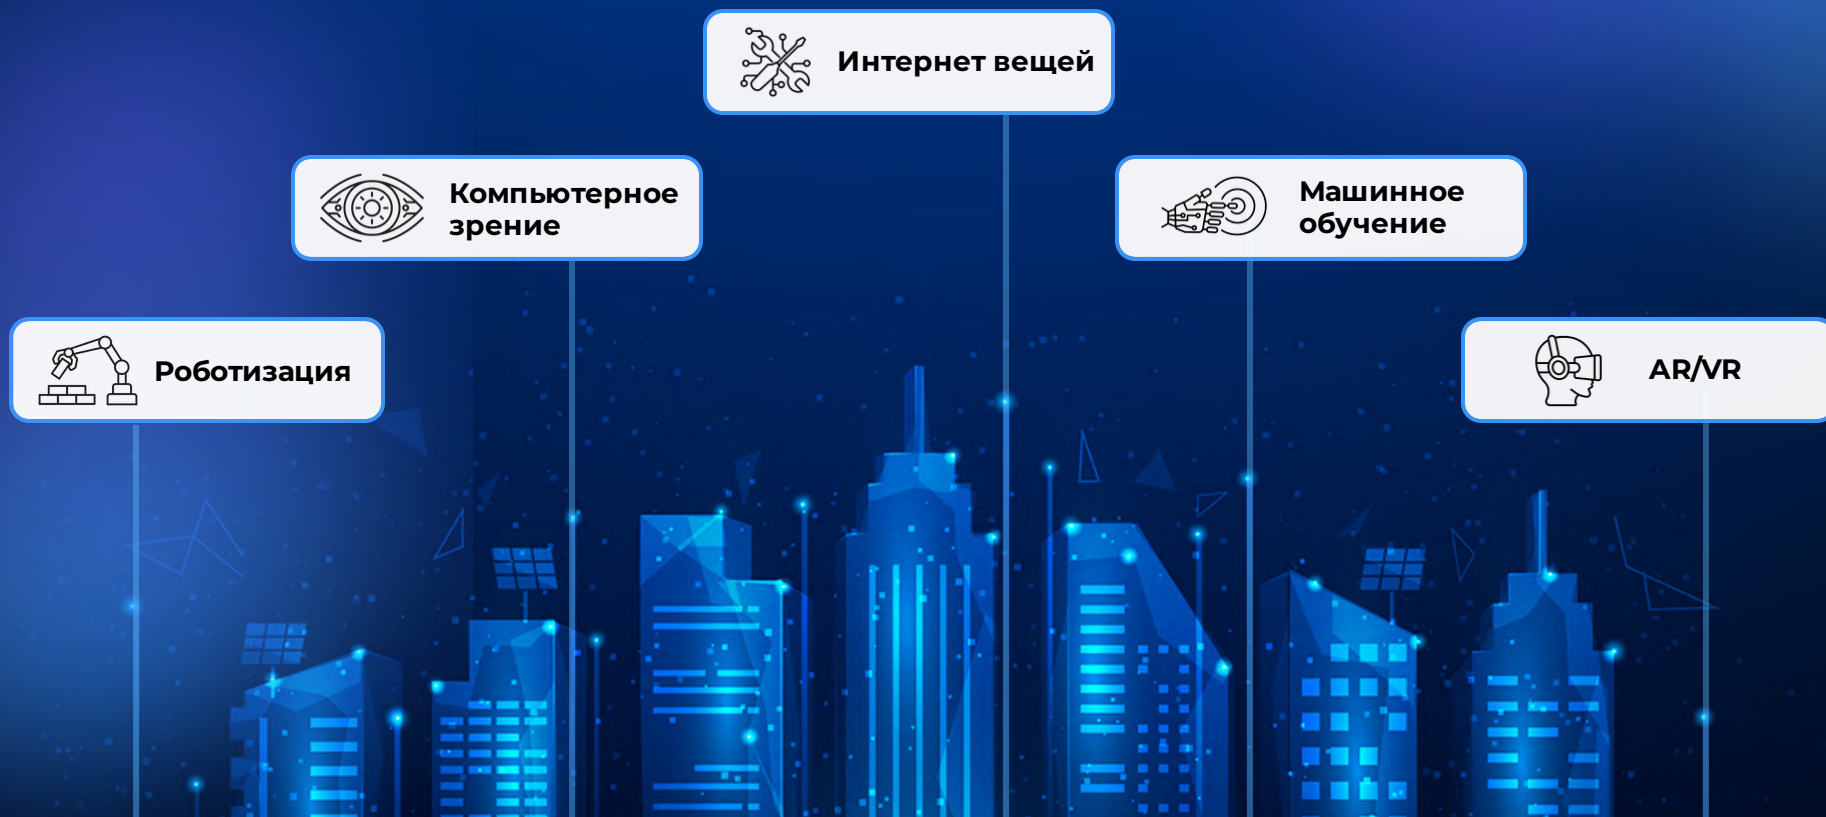 Интернет вещей
Компьютерное
зрение
Машинное
обучение
Роботизация
AR/VR